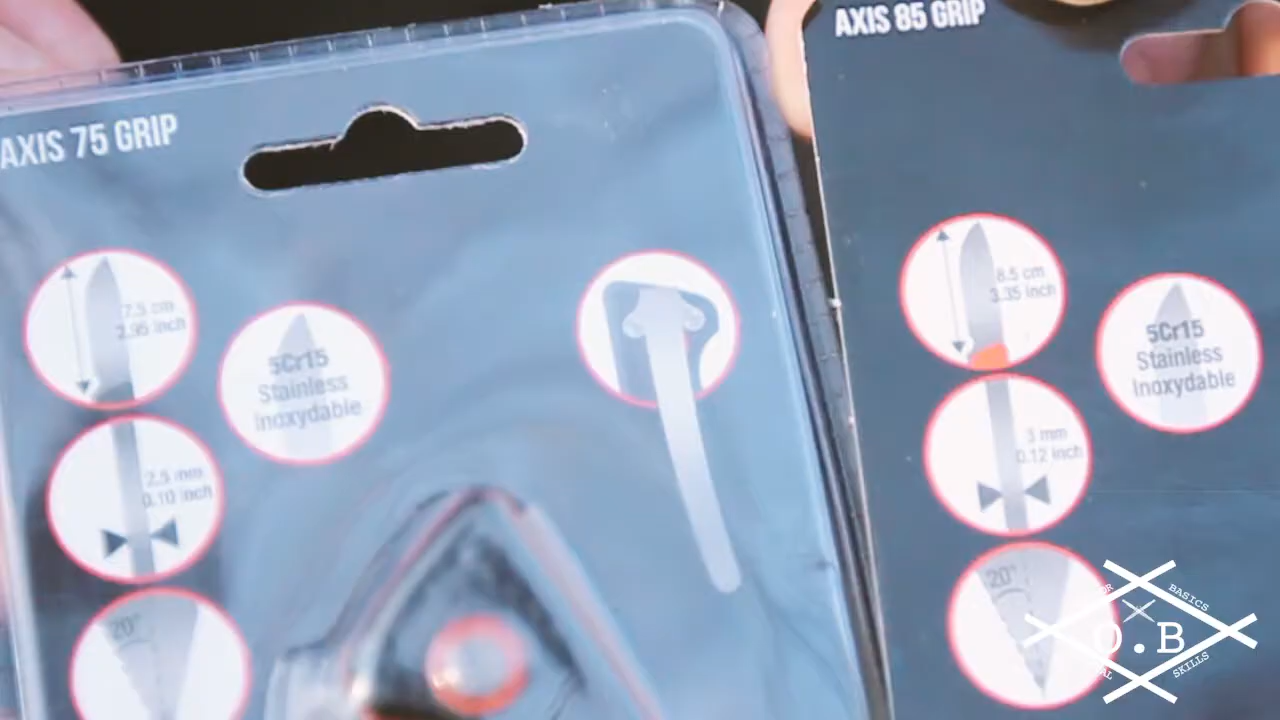 AXIS 75 GRIP
7.5 cm
2.95 inch
5Cr15
Stainless
Inoxydable
2.5 mm
0.10 inch
20°
AXIS 85 GRIP
8.5 cm
3.35 inch
5Cr15
Stainless
Inoxydable
3 mm
0.12 inch
20°
BASICS
O.B
SKILLS